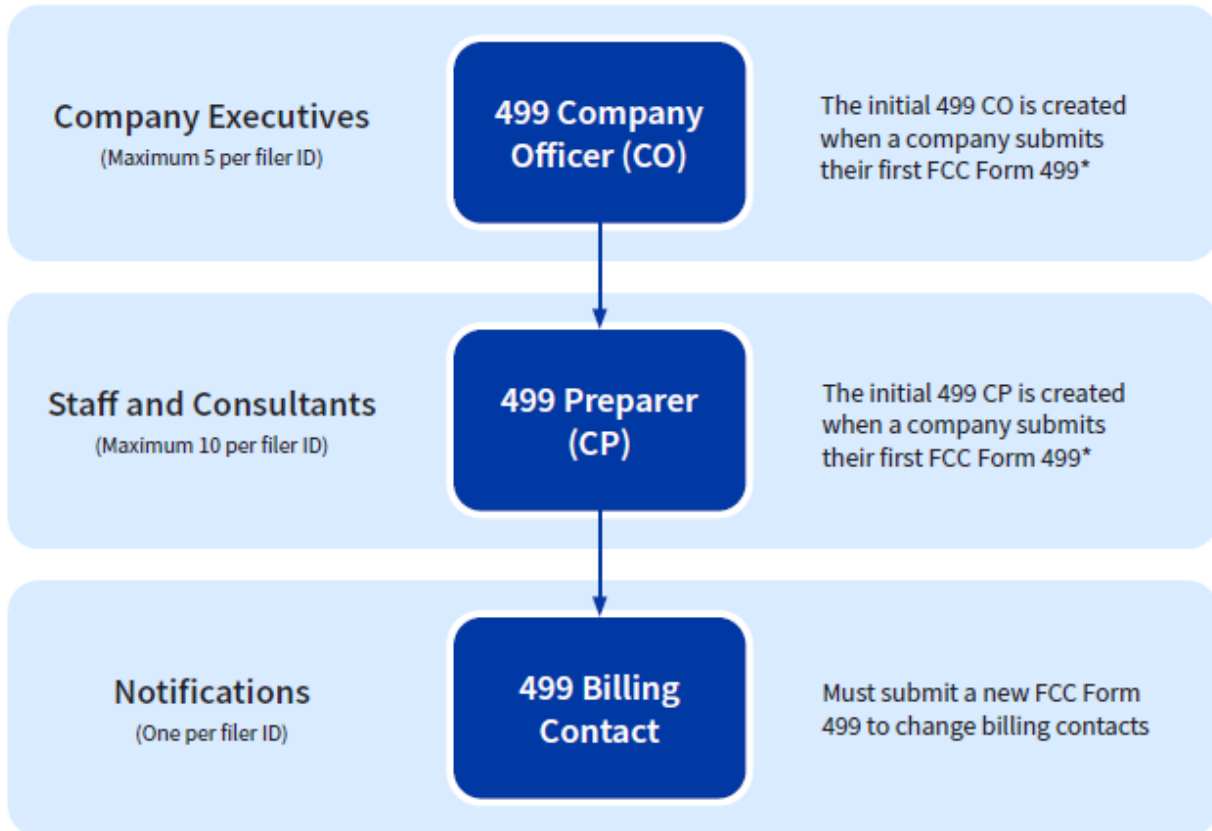 Company Executives
(Maximum 5 per filer ID)
499 Company
Officer (CO)
The initial 499 CO is created
when a company submits
their first FCC Form 499*
Staff and Consultants
(Maximum 10 per filer ID)
499 Preparer
(CP)
The initial 499 CP is created
when a company submits
their first FCC Form 499*
Notifications
(One per filer ID)
499 Billing
Contact
Must submit a new FCC Form
499 to change billing contacts